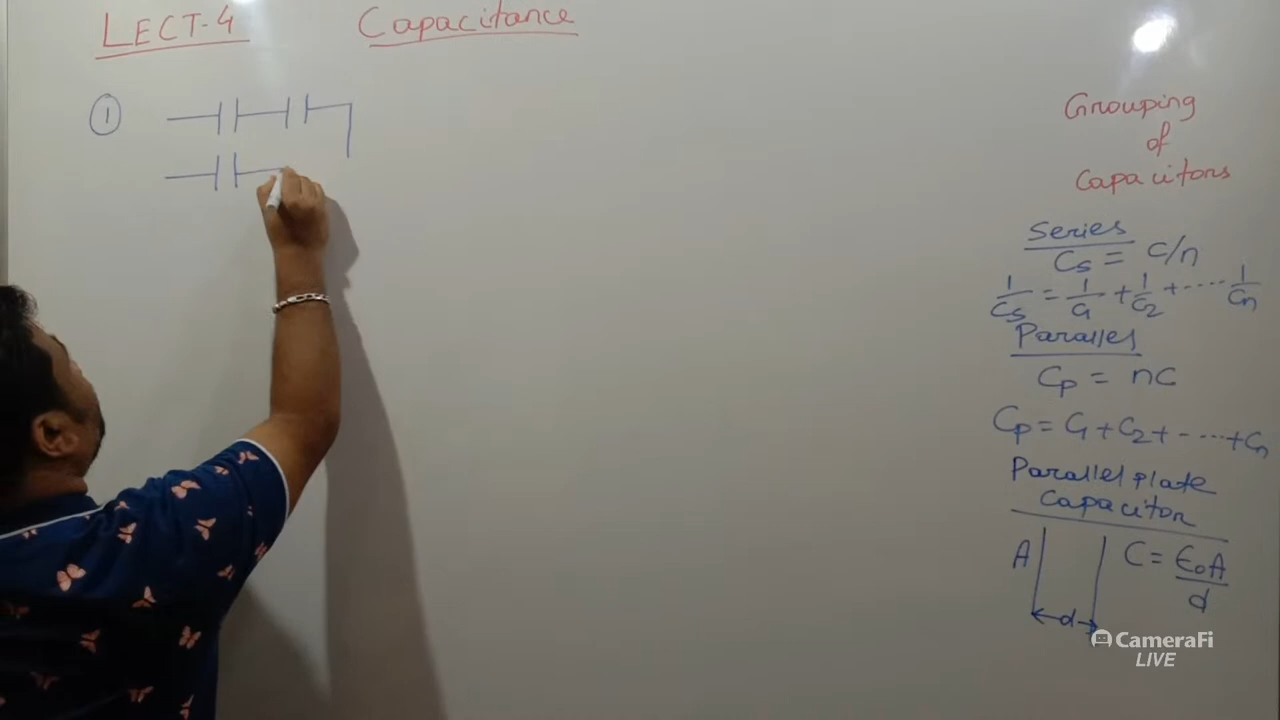 LECT-4 Capacitance
1
Grouping
of
Capacitors
Series
Cs = C/n
1/Cs = 1/C1 + 1/C2 + ---- 1/Cn
Parallel
Cp = nC
Cp = C1 + C2 + ---- + Cn
Parallel plate
Capacitor
A C = ϵ0A/d
d
CameraFi
LIVE